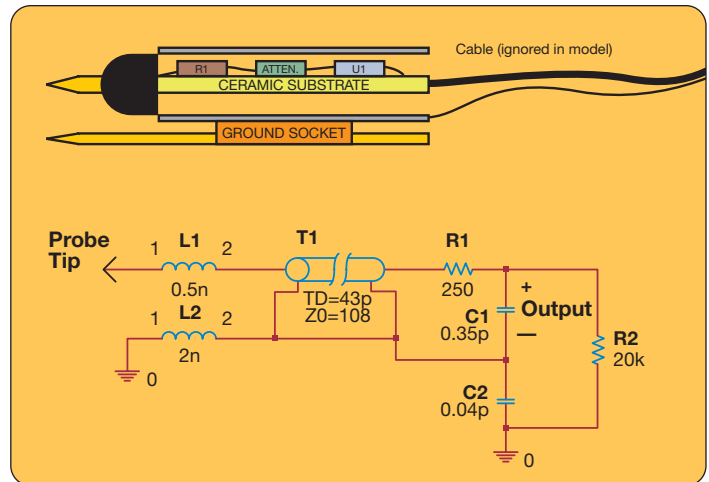 Cable (ignored in model)
R1
ATTEN.
U1
CERAMIC SUBSTRATE
GROUND SOCKET
Probe
Tip
1
L1
2
0.5n
T1
TD=43p
Z0=108
R1
250
1
L2
2
2n
0
+
Output
—
C1
0.35p
R2
20k
C2
0.04p
0